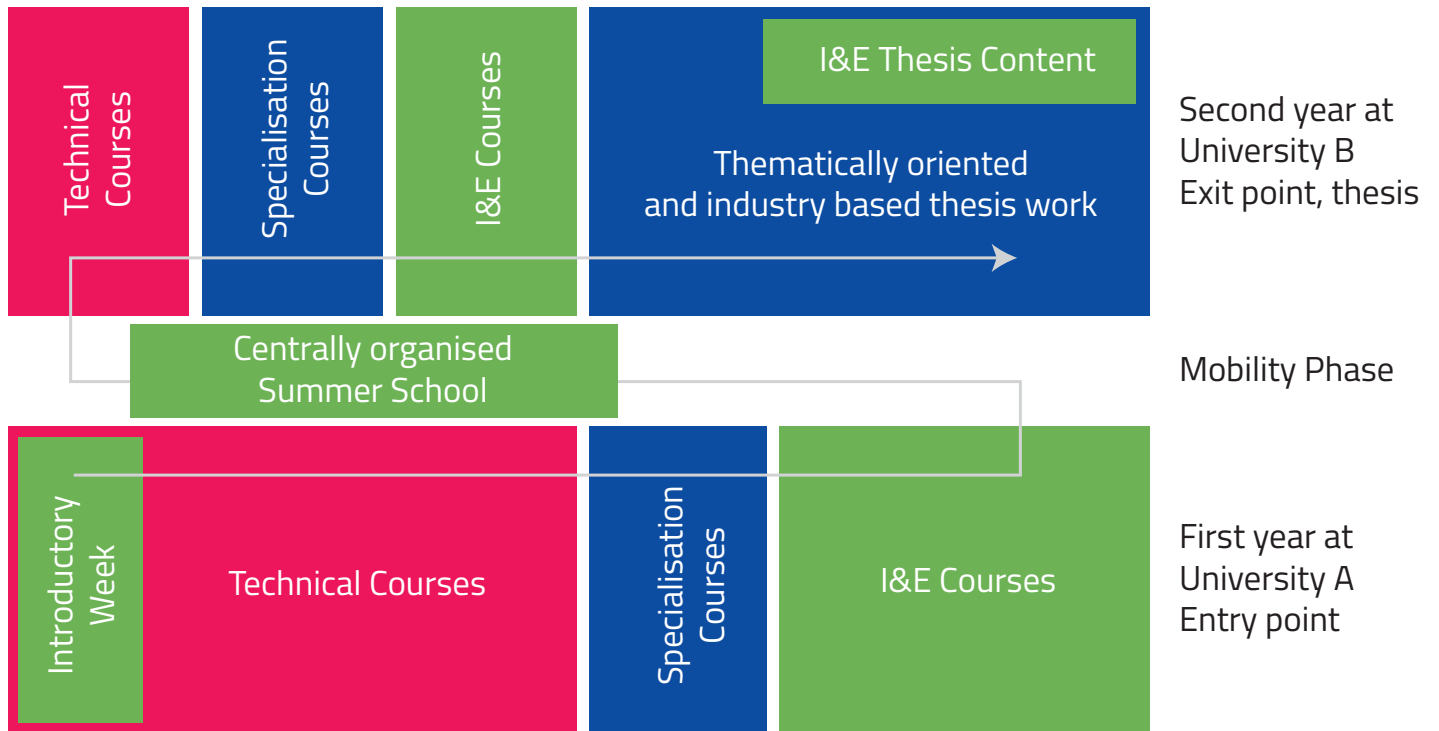 Technical
Courses
Specialisation
Courses
I&E Courses
I&E Thesis Content
Thematically oriented
and industry based thesis work
Second year at
University B
Exit point, thesis
Centrally organised
Summer School
Mobility Phase
Introductory
Week
Technical Courses
Specialisation
Courses
I&E Courses
First year at
University A
Entry point